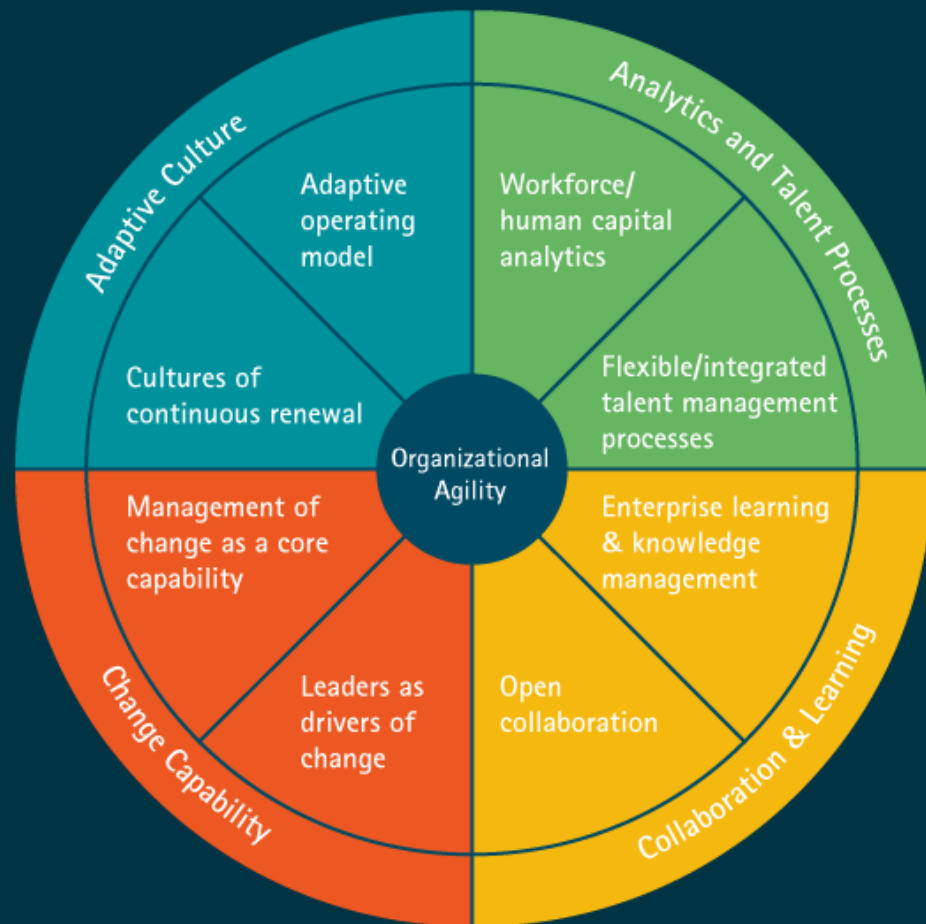 Adaptive Culture
Adaptive
operating
model
Cultures of
continuous renewal
Analytics and Talent Processes
Workforce/
human capital
analytics
Flexible/integrated
talent management
processes
Organizational
Agility
Change Capability
Management of
change as a core
capability
Leaders as
drivers of
change
Collaboration & Learning
Enterprise learning
& knowledge
management
Open
collaboration